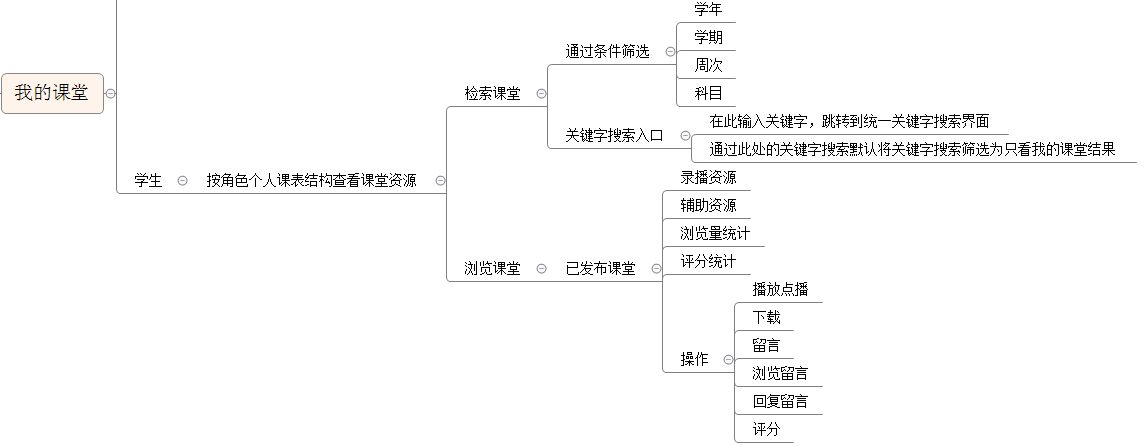 学年
学期
周次
科目
通过条件筛选
我的课堂
检索课堂
在此输入关键字，跳转到统一关键字搜索界面
关键字搜索入口
通过此处的关键字搜索默认将关键字搜索筛选为只看我的课堂结果
学生
按角色个人课表结构查看课堂资源
录播资源
辅助资源
浏览量统计
评分统计
浏览课堂
已发布课堂
播放点播
下载
留言
操作
浏览留言
回复留言
评分